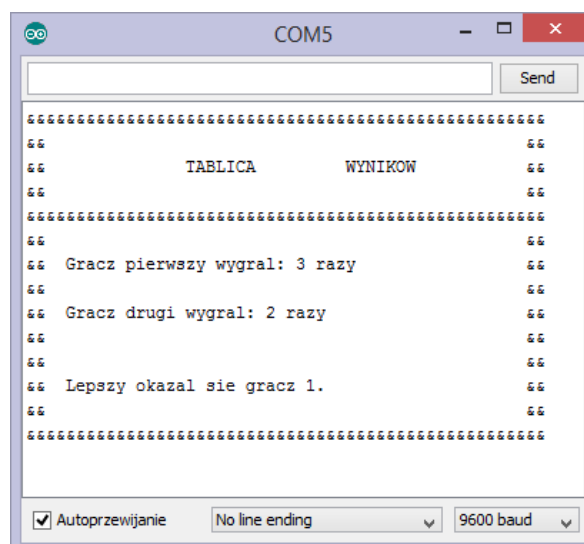 COM5
Send
&&&&&&&&&&&&&&&&&&&&&&&&&&&&&&&&&&&&&&&&&&&&&&&&&&&&
&& &&
&& TABLICA WYNIKOW &&
&& &&
&&&&&&&&&&&&&&&&&&&&&&&&&&&&&&&&&&&&&&&&&&&&&&&&&&&&
&& &&
&& Gracz pierwszy wygral: 3 razy &&
&& &&
&& Gracz drugi wygral: 2 razy &&
&& &&
&& &&
&& Lepszy okazal sie gracz 1. &&
&& &&
&&&&&&&&&&&&&&&&&&&&&&&&&&&&&&&&&&&&&&&&&&&&&&&&&&&&
Autoprzewijanie No line ending 9600 baud